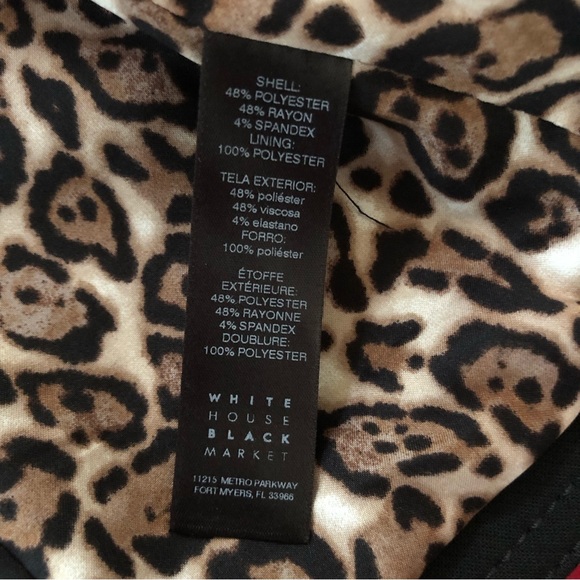 SHELL:
48% POLYESTER
48% RAYON
4% SPANDEX
LINING:
100% POLYESTER
TELA EXTERIOR:
48% poliéster
48% viscosa
4% elastano
FORRO:
100% poliéster
ÉTOFFE
EXTÉRIEURE:
48% POLYESTER
48% RAYONNE
4% SPANDEX
DOUBLURE:
100% POLYESTER
WHITE
HOUSE
BLACK
MARKET
11215 METRO PARKWAY
FORT MYERS, FL 33966